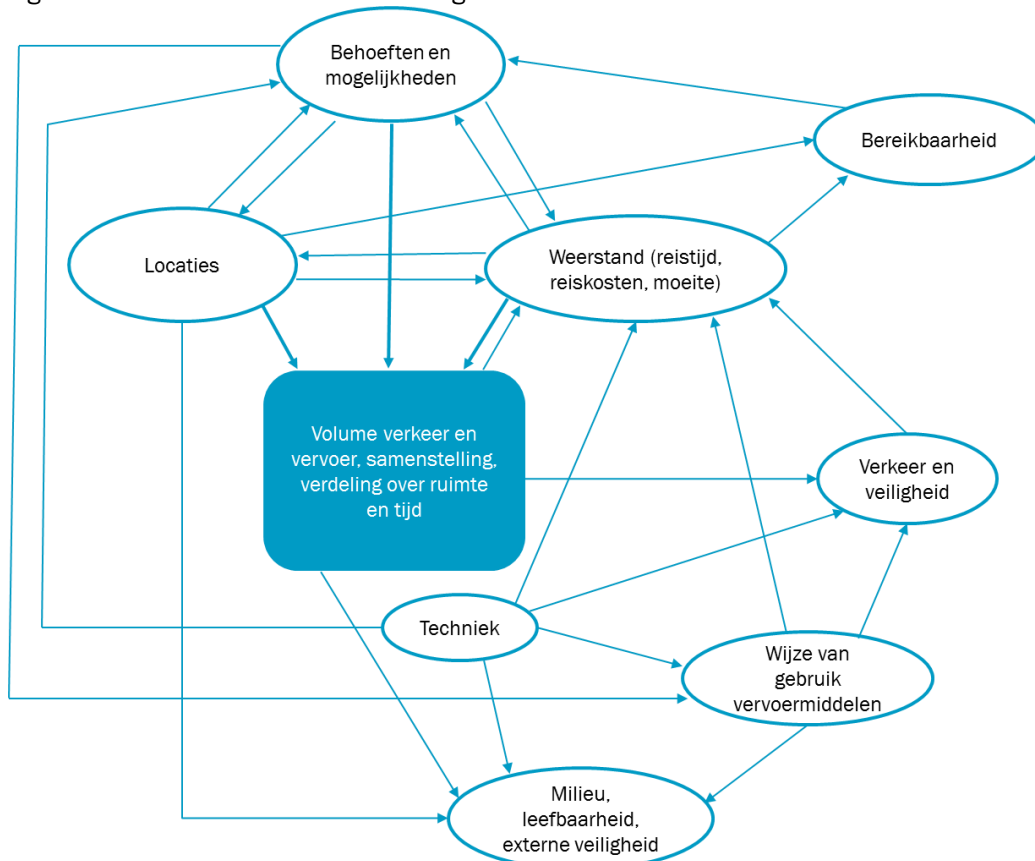 Behoeften en
mogelijkheden
Bereikbaarheid
Locaties
Weerstand (reistijd,
reiskosten, moeite)
Volume verkeer en
vervoer, samenstelling,
verdeling over ruimte
en tijd
Verkeer en
veiligheid
Techniek
Wijze van
gebruik
vervoermiddelen
Milieu,
leefbaarheid,
externe veiligheid